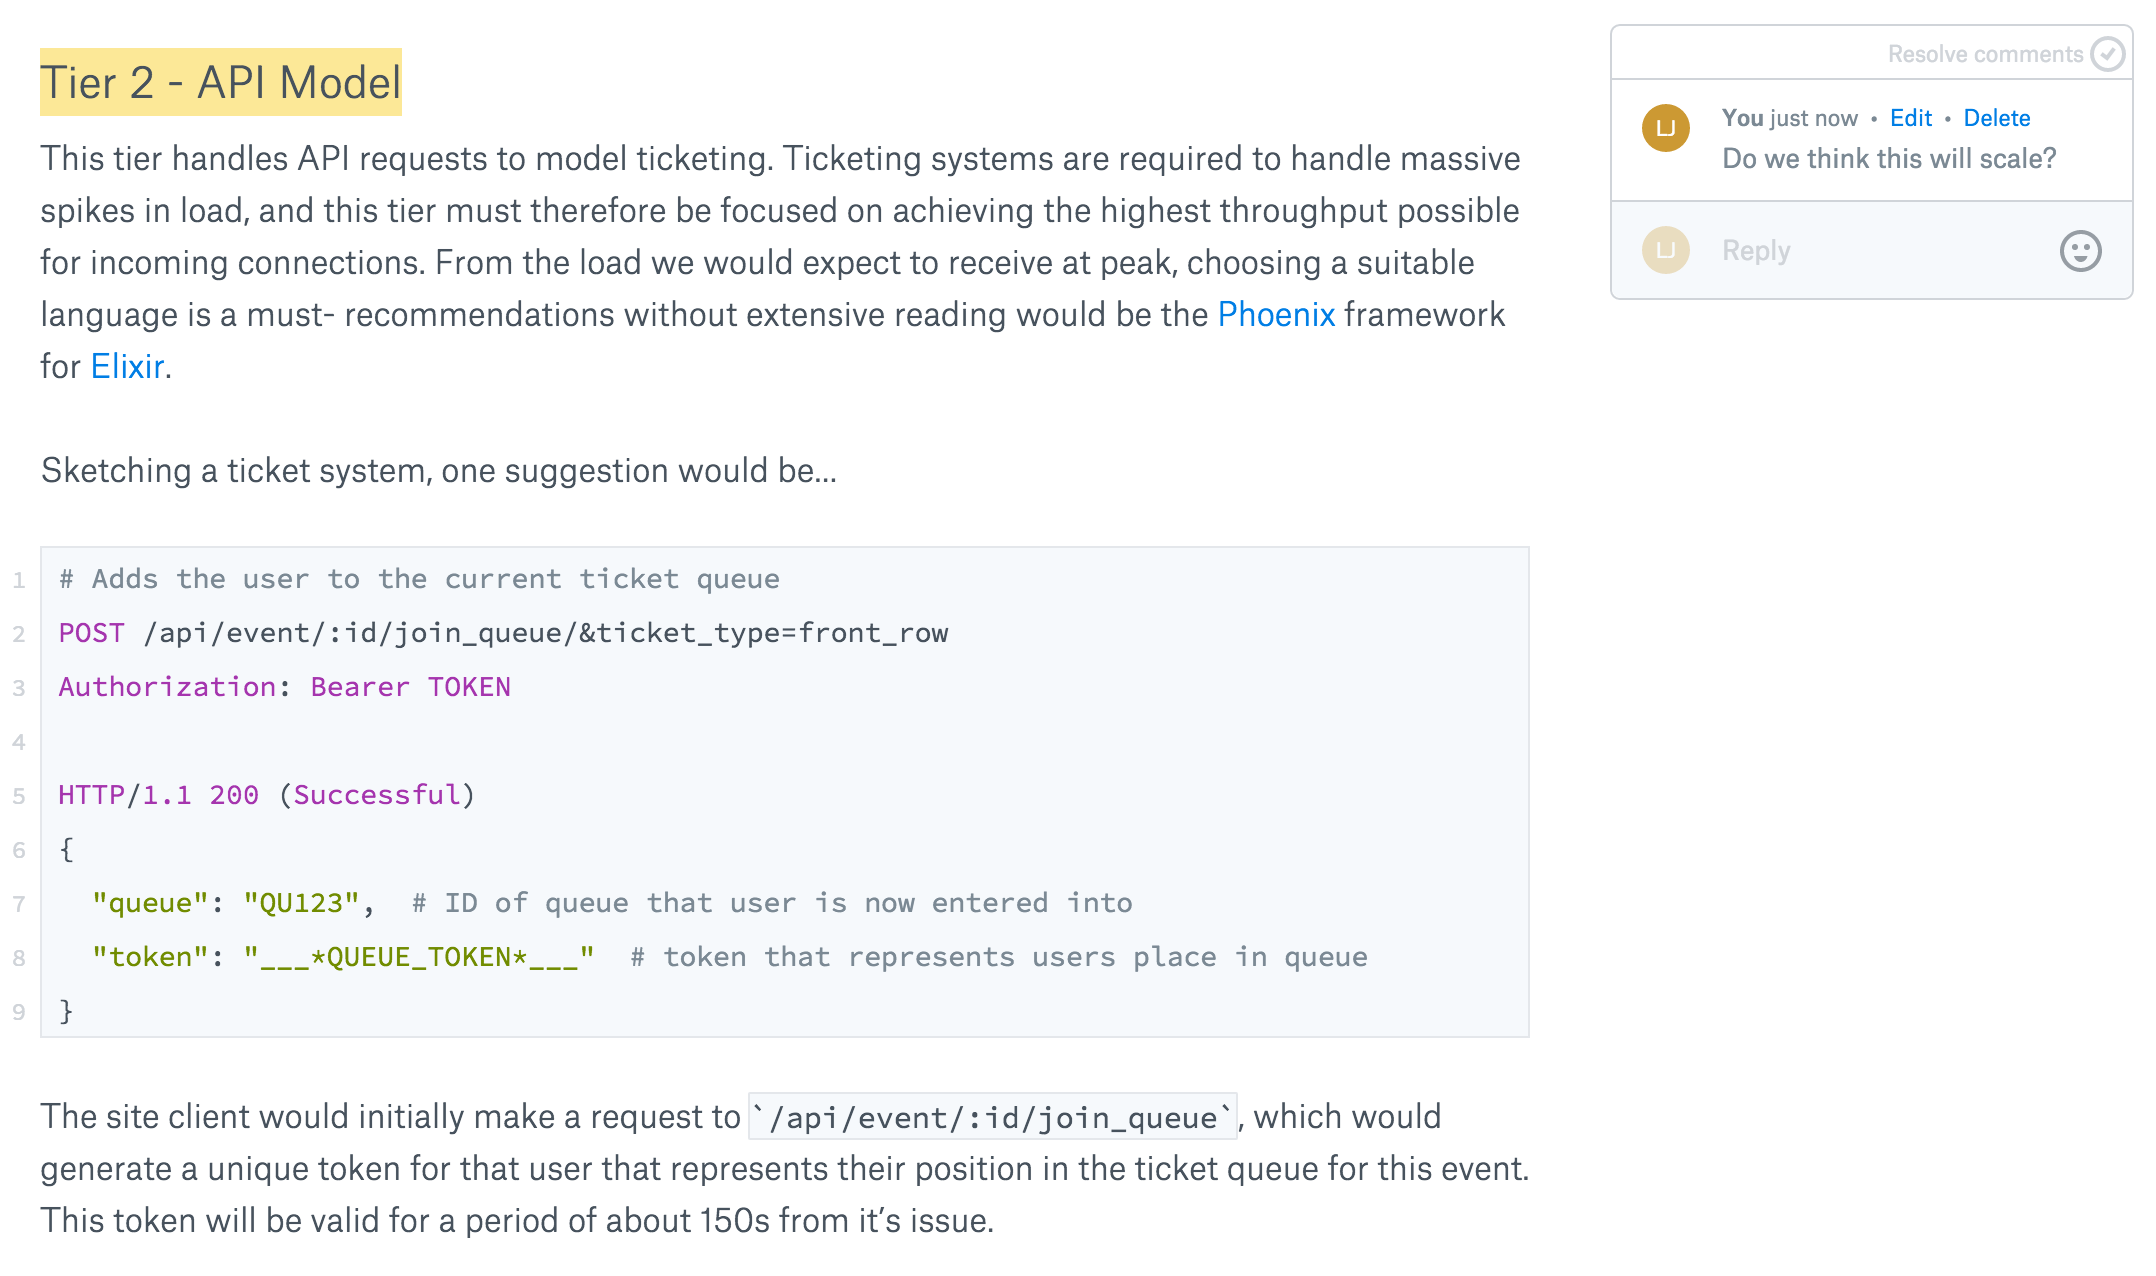 Tier 2 - API Model
This tier handles API requests to model ticketing. Ticketing systems are required to handle massive
spikes in load, and this tier must therefore be focused on achieving the highest throughput possible
for incoming connections. From the load we would expect to receive at peak, choosing a suitable
language is a must- recommendations without extensive reading would be the Phoenix framework
for Elixir.
Sketching a ticket system, one suggestion would be...
1 # Adds the user to the current ticket queue
2 POST /api/event/:id/join_queue/&ticket_type=front_row
3 Authorization: Bearer TOKEN
4
5 HTTP/1.1 200 (Successful)
6 {
7 "queue": "QU123", # ID of queue that user is now entered into
8 "token": "___*QUEUE_TOKEN*___" # token that represents users place in queue
9 }
The site client would initially make a request to `/api/event/:id/join_queue`, which would
generate a unique token for that user that represents their position in the ticket queue for this event.
This token will be valid for a period of about 150s from it’s issue.
Resolve comments
You just now • Edit • Delete
Do we think this will scale?
Reply